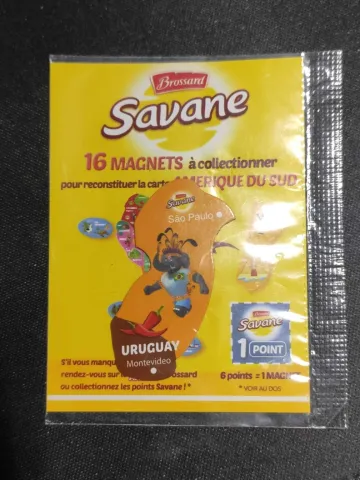 Brossard
Savane
16 MAGNETS à collectionner
pour reconstituer la carte AMERIQUE DU SUD
Savane
São Paulo
Brossard
Savane
1 POINT
URUGUAY
Montevideo
S'il vous manqu
rendez-vous sur le Brossard
ou collectionnez les points Savane ! *
6 points = 1 MAGNET
* VOIR AU DOS